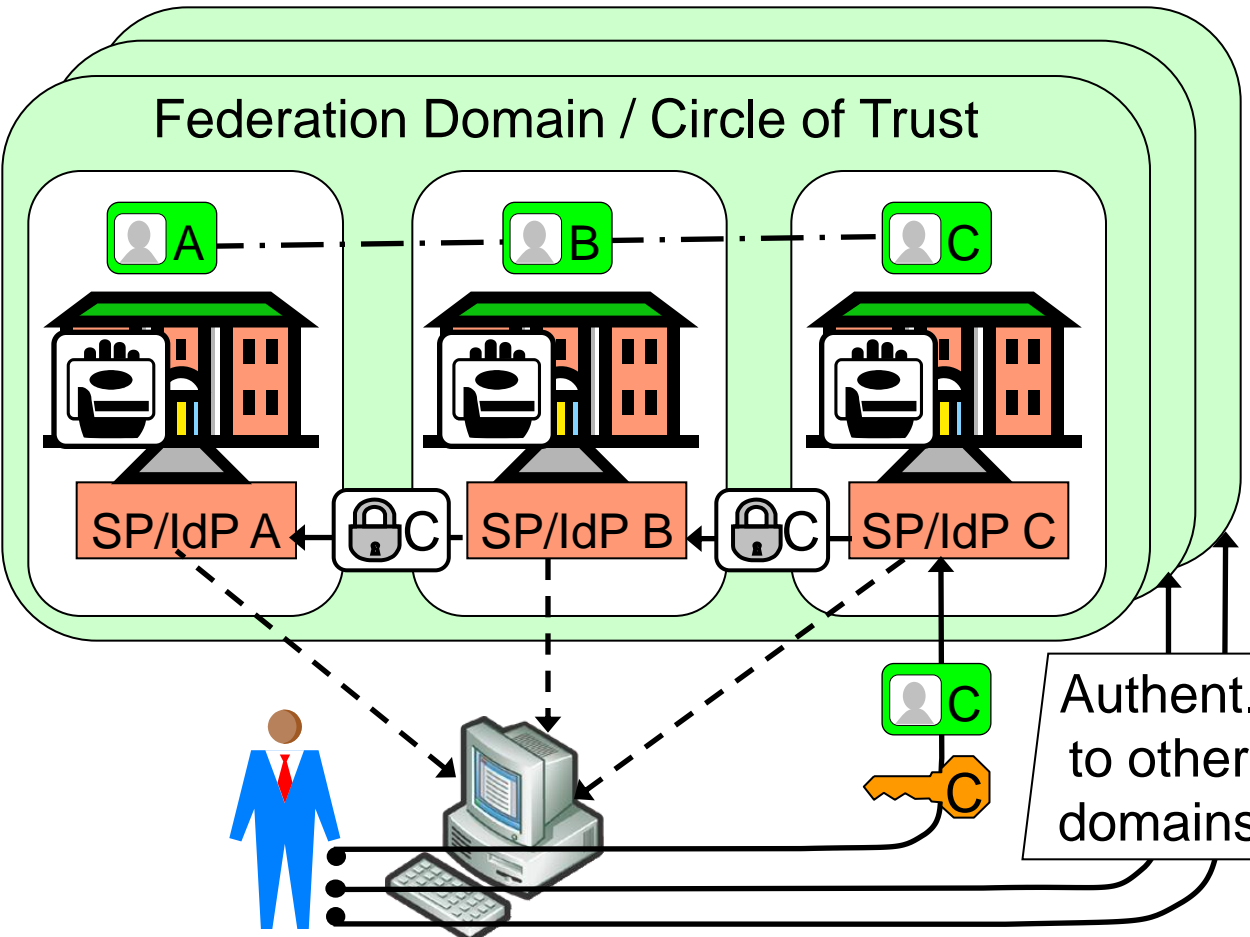 Federation Domain / Circle of Trust
A
B
C
SP/IdP A
C
SP/IdP B
C
SP/IdP C
C
C
Authent.
to other
domains